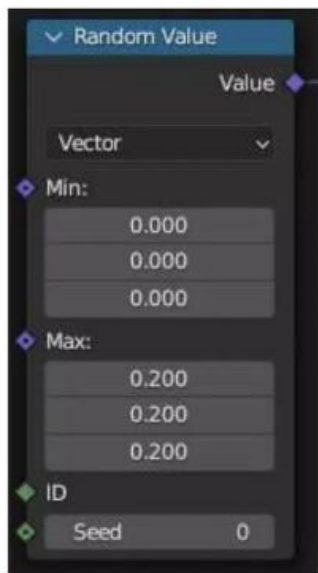 Random Value
Value
Vector
Min:
0.000
0.000
0.000
Max:
0.200
0.200
0.200
ID
Seed 0